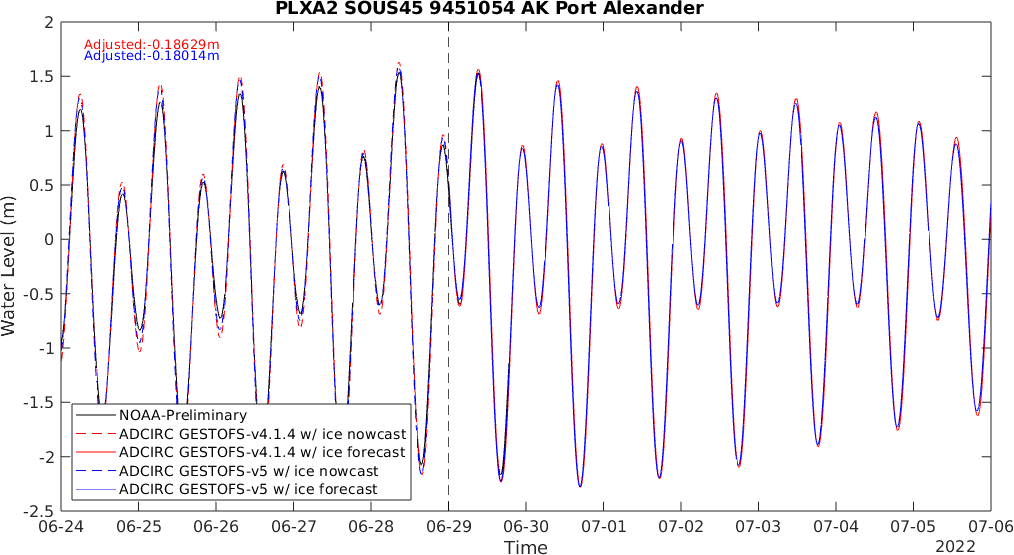 PLXA2 SOUS45 9451054 AK Port Alexander
Adjusted:-0.18629m
Adjusted:-0.18014m
2
1.5
1
0.5
0
-0.5
-1
-1.5
-2
-2.5
Water Level (m)
NOAA-Preliminary
ADCIRC GESTOFS-v4.1.4 w/ ice nowcast
ADCIRC GESTOFS-v4.1.4 w/ ice forecast
ADCIRC GESTOFS-v5 w/ ice nowcast
ADCIRC GESTOFS-v5 w/ ice forecast
06-24 06-25 06-26 06-27 06-28 06-29 06-30 07-01 07-02 07-03 07-04 07-05 07-06
Time
2022